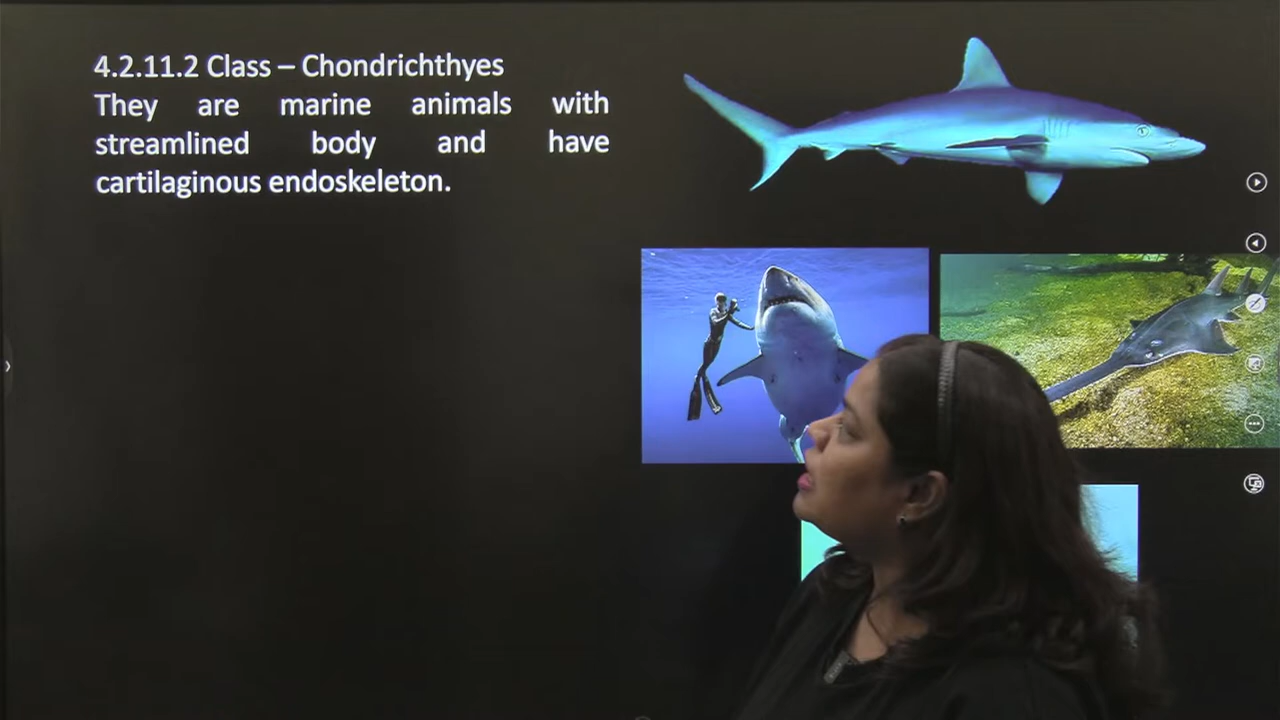 4.2.11.2 Class – Chondrichthyes
They are marine animals with
streamlined body and have
cartilaginous endoskeleton.